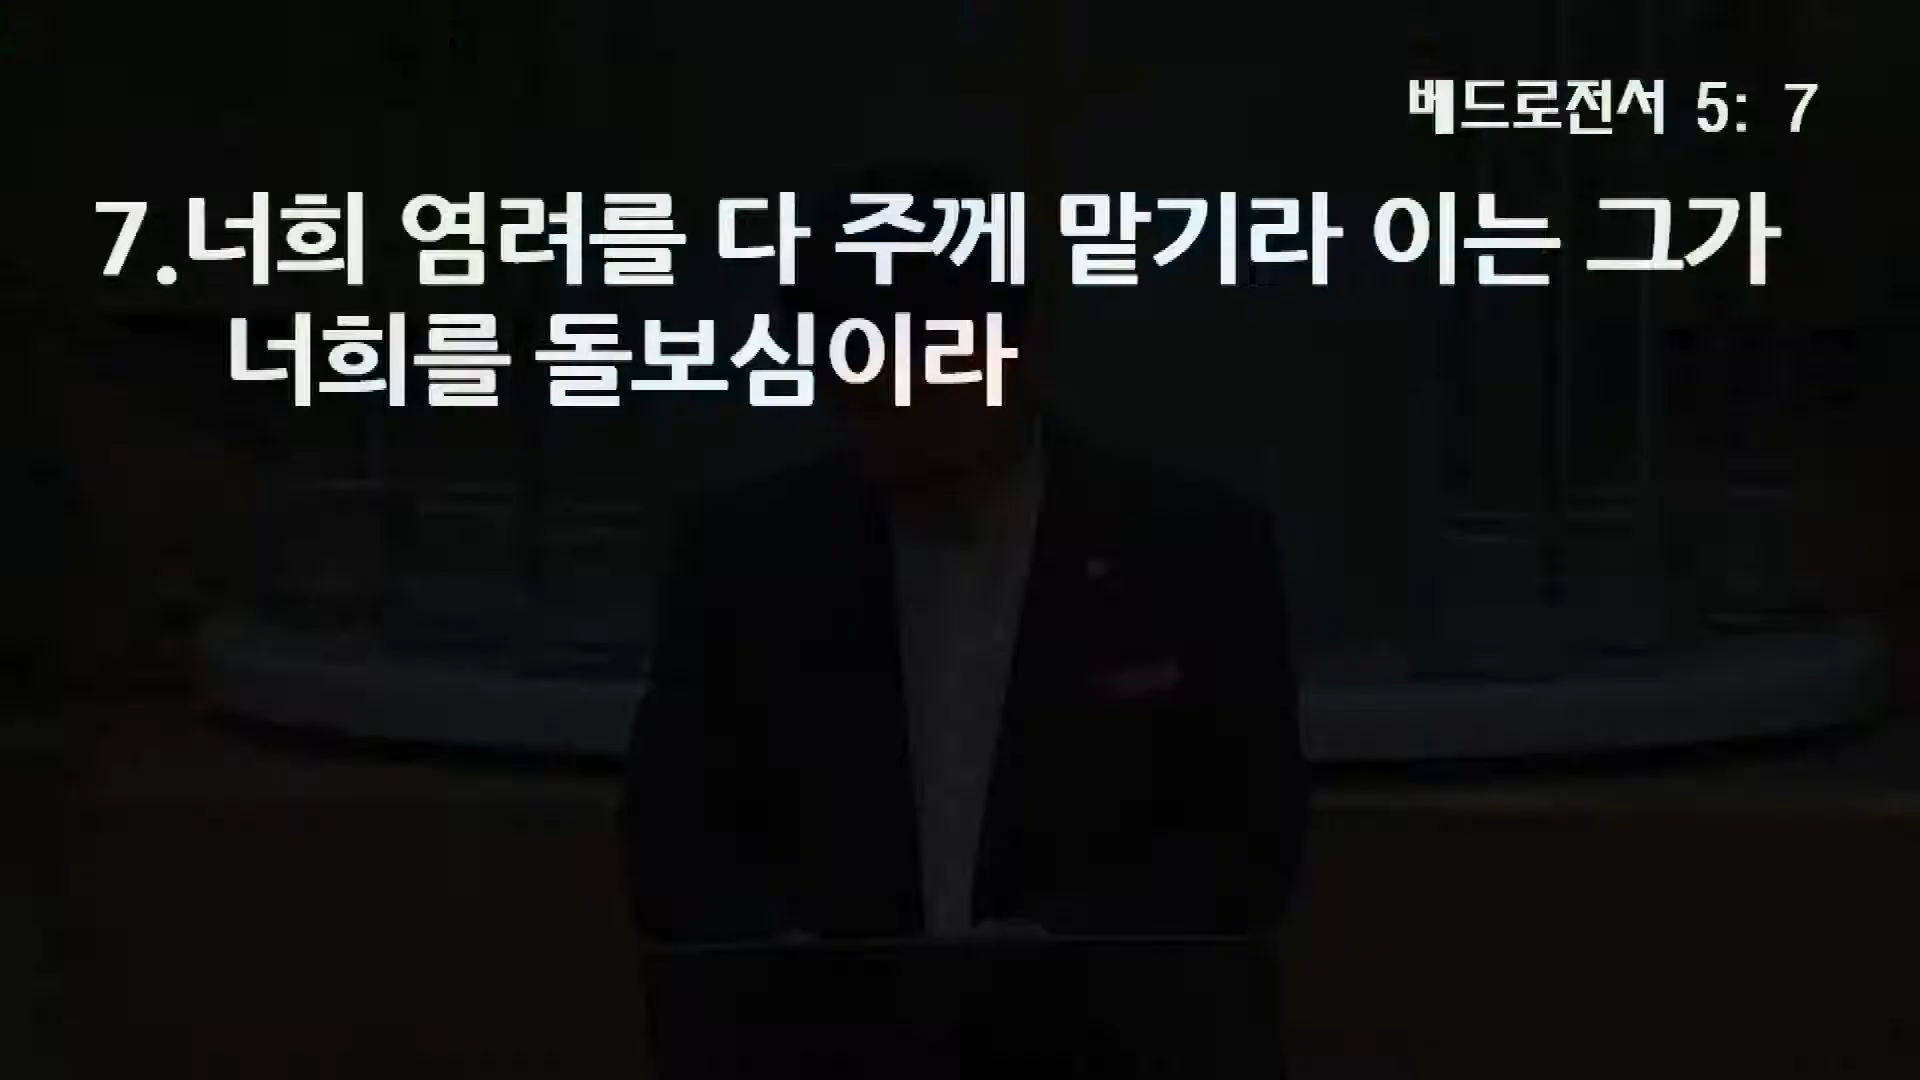 베드로전서 5: 7
7.너희 염려를 다 주께 맡기라 이는 그가
너희를 돌보심이라